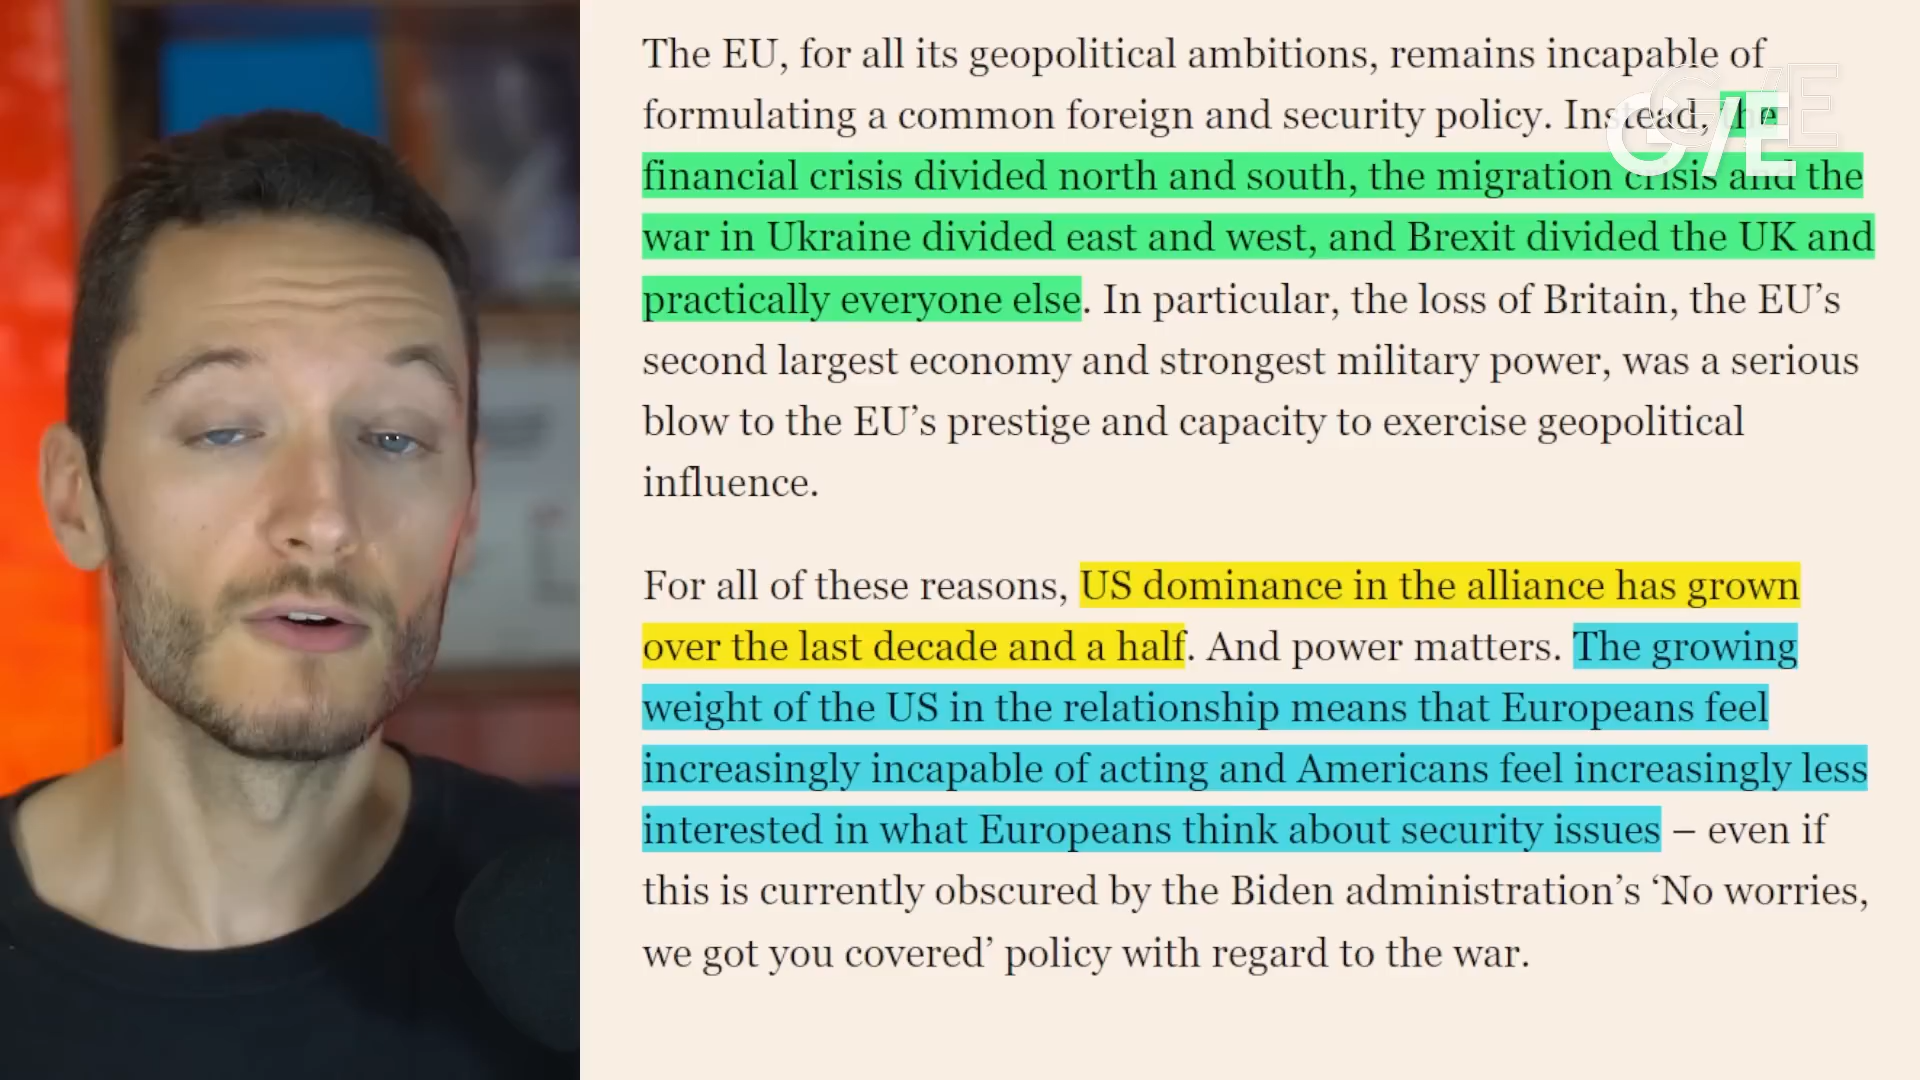 The EU, for all its geopolitical ambitions, remains incapable of
formulating a common foreign and security policy. Instead, the
financial crisis divided north and south, the migration crisis and the
war in Ukraine divided east and west, and Brexit divided the UK and
practically everyone else. In particular, the loss of Britain, the EU’s
second largest economy and strongest military power, was a serious
blow to the EU’s prestige and capacity to exercise geopolitical
influence.
For all of these reasons, US dominance in the alliance has grown
over the last decade and a half. And power matters. The growing
weight of the US in the relationship means that Europeans feel
increasingly incapable of acting and Americans feel increasingly less
interested in what Europeans think about security issues – even if
this is currently obscured by the Biden administration’s ‘No worries,
we got you covered’ policy with regard to the war.